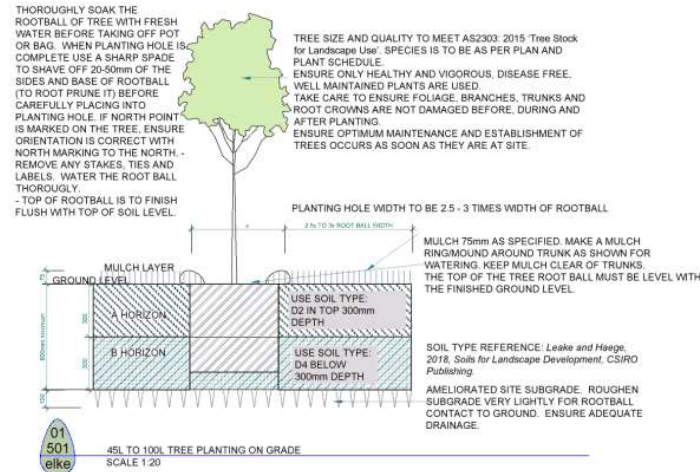 THOROUGHLY SOAK THE
ROOTBALL OF TREE WITH FRESH
WATER BEFORE TAKING OFF POT
OR BAG. WHEN PLANTING HOLE IS
COMPLETE USE A SHARP SPADE
TO SHAVE OFF 20-50mm OF THE
SIDES AND BASE OF ROOTBALL
(TO ROOT PRUNE IT) BEFORE
CAREFULLY PLACING INTO
PLANTING HOLE. IF NORTH POINT
IS MARKED ON THE TREE, ENSURE
ORIENTATION IS CORRECT WITH
NORTH MARKING TO THE NORTH. -
REMOVE ANY STAKES, TIES AND
LABELS. WATER THE ROOT BALL
THOROUGLY.
- TOP OF ROOTBALL IS TO FINISH
FLUSH WITH TOP OF SOIL LEVEL.
TREE SIZE AND QUALITY TO MEET AS2303: 2015 'Tree Stock
for Landscape Use'. SPECIES IS TO BE AS PER PLAN AND
PLANT SCHEDULE.
ENSURE ONLY HEALTHY AND VIGOROUS, DISEASE FREE,
WELL MAINTAINED PLANTS ARE USED.
TAKE CARE TO ENSURE FOLIAGE, BRANCHES, TRUNKS AND
ROOT CROWNS ARE NOT DAMAGED BEFORE, DURING AND
AFTER PLANTING.
ENSURE OPTIMUM MAINTENANCE AND ESTABLISHMENT OF
TREES OCCURS AS SOON AS THEY ARE AT SITE.
PLANTING HOLE WIDTH TO BE 2.5 - 3 TIMES WIDTH OF ROOTBALL
2.5x TO 3x ROOT BALL WIDTH
MULCH 75mm AS SPECIFIED. MAKE A MULCH
RING/MOUND AROUND TRUNK AS SHOWN FOR
WATERING. KEEP MULCH CLEAR OF TRUNKS.
THE TOP OF THE TREE ROOT BALL MUST BE LEVEL WITH
THE FINISHED GROUND LEVEL.
MULCH LAYER
GROUND LEVEL
75
A HORIZON
300
USE SOIL TYPE:
D2 IN TOP 300mm
DEPTH
600mm minimum
B HORIZON
300
USE SOIL TYPE:
D4 BELOW
300mm DEPTH
150
SOIL TYPE REFERENCE: Leake and Haege,
2018, Soils for Landscape Development, CSIRO
Publishing.
AMELIORATED SITE SUBGRADE. ROUGHEN
SUBGRADE VERY LIGHTLY FOR ROOTBALL
CONTACT TO GROUND. ENSURE ADEQUATE
DRAINAGE.
01
501
elke
45L TO 100L TREE PLANTING ON GRADE
SCALE 1:20